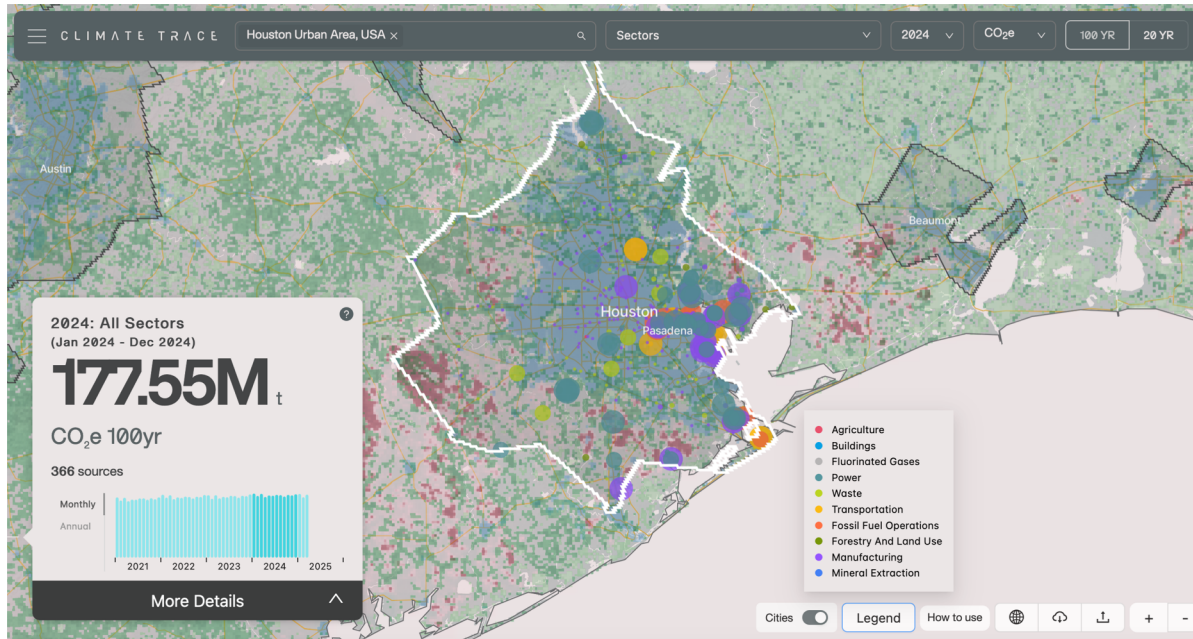 CLIMATE TRACE
Houston Urban Area, USA ×
Sectors
2024
CO₂e
100 YR
20 YR
Austin
Beaumont
Houston
Pasadena
2024: All Sectors
(Jan 2024 - Dec 2024)
177.55M t
CO₂e 100yr
366 sources
Monthly
Annual
2021 2022 2023 2024 2025
More Details
Agriculture
Buildings
Fluorinated Gases
Power
Waste
Transportation
Fossil Fuel Operations
Forestry And Land Use
Manufacturing
Mineral Extraction
Cities
Legend
How to use
+
-